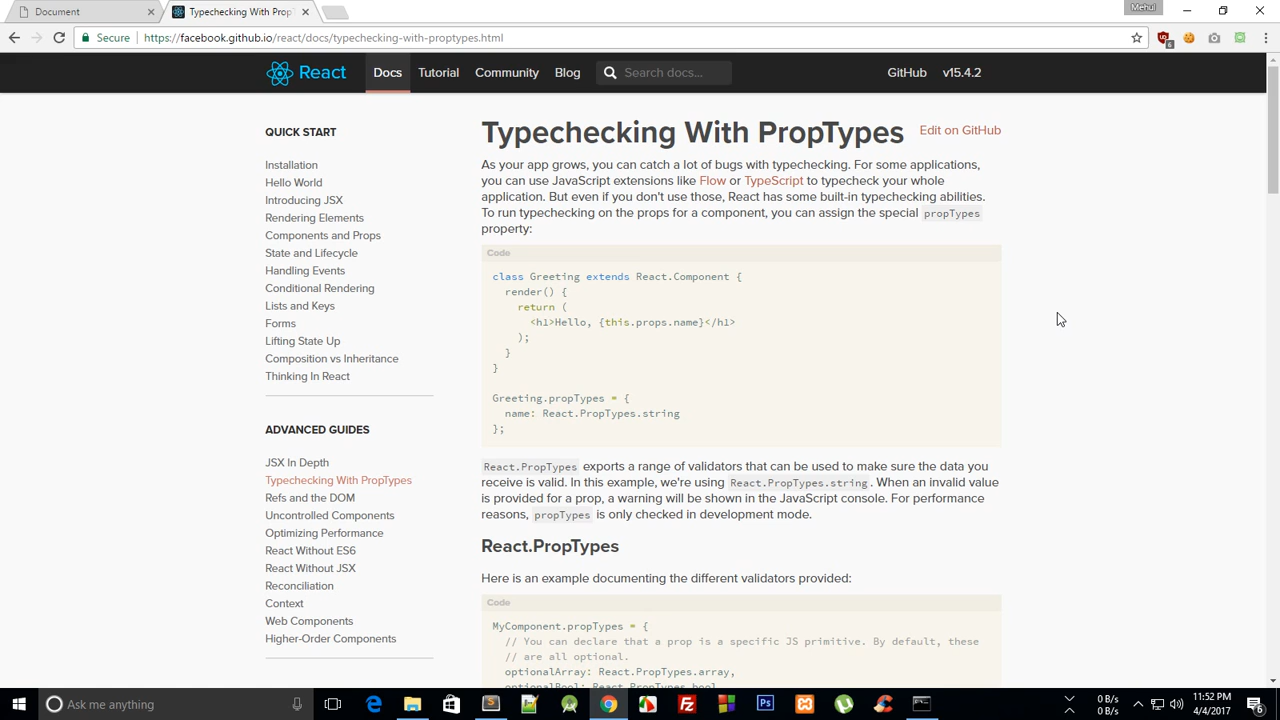 Document
Typechecking With PropT
Mehul
Secure
https://facebook.github.io/react/docs/typechecking-with-proptypes.html
6
React
Docs
Tutorial
Community
Blog
Search docs...
GitHub
v15.4.2
QUICK START
Installation
Hello World
Introducing JSX
Rendering Elements
Components and Props
State and Lifecycle
Handling Events
Conditional Rendering
Lists and Keys
Forms
Lifting State Up
Composition vs Inheritance
Thinking In React
ADVANCED GUIDES
JSX In Depth
Typechecking With PropTypes
Refs and the DOM
Uncontrolled Components
Optimizing Performance
React Without ES6
React Without JSX
Reconciliation
Context
Web Components
Higher-Order Components
Typechecking With PropTypes
Edit on GitHub
As your app grows, you can catch a lot of bugs with typechecking. For some applications,
you can use JavaScript extensions like Flow or TypeScript to typecheck your whole
application. But even if you don't use those, React has some built-in typechecking abilities.
To run typechecking on the props for a component, you can assign the special propTypes
property:
Code
class Greeting extends React.Component {
render() {
return (
<h1>Hello, {this.props.name}</h1>
);
}
}
Greeting.propTypes = {
name: React.PropTypes.string
};
React.PropTypes exports a range of validators that can be used to make sure the data you
receive is valid. In this example, we're using React.PropTypes.string. When an invalid value
is provided for a prop, a warning will be shown in the JavaScript console. For performance
reasons, propTypes is only checked in development mode.
React.PropTypes
Here is an example documenting the different validators provided:
Code
MyComponent.propTypes = {
// You can declare that a prop is a specific JS primitive. By default, these
// are all optional.
optionalArray: React.PropTypes.array,
optionalBool: React.PropTypes.bool,
Ask me anything
Ps
0 B/s
0 B/s
11:52 PM
4/4/2017
6